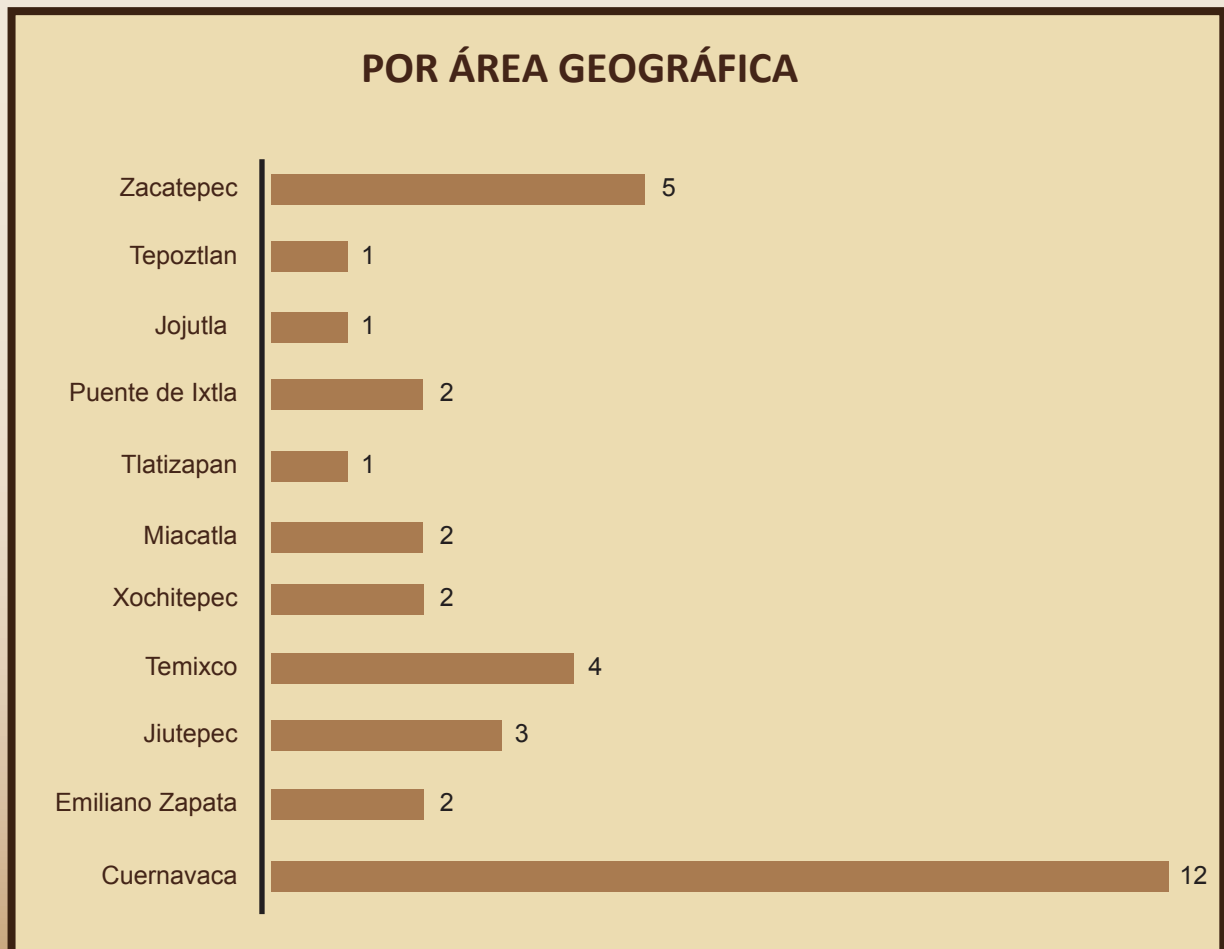 POR ÁREA GEOGRÁFICA
Zacatepec 5
Tepoztlan 1
Jojutla 1
Puente de Ixtla 2
Tlatizapan 1
Miacatla 2
Xochitepec 2
Temixco 4
Jiutepec 3
Emiliano Zapata 2
Cuernavaca 12